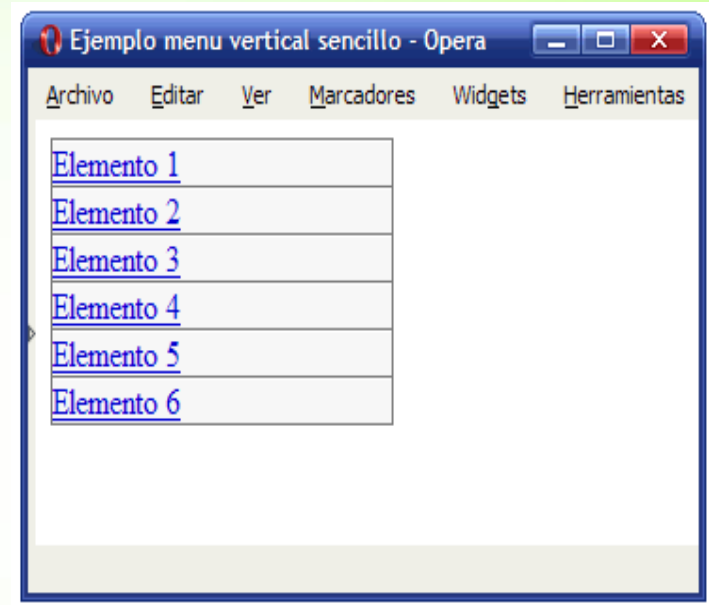 Ejemplo menu vertical sencillo - Opera
Archivo Editar Ver Marcadores Widgets Herramientas
Elemento 1
Elemento 2
Elemento 3
Elemento 4
Elemento 5
Elemento 6